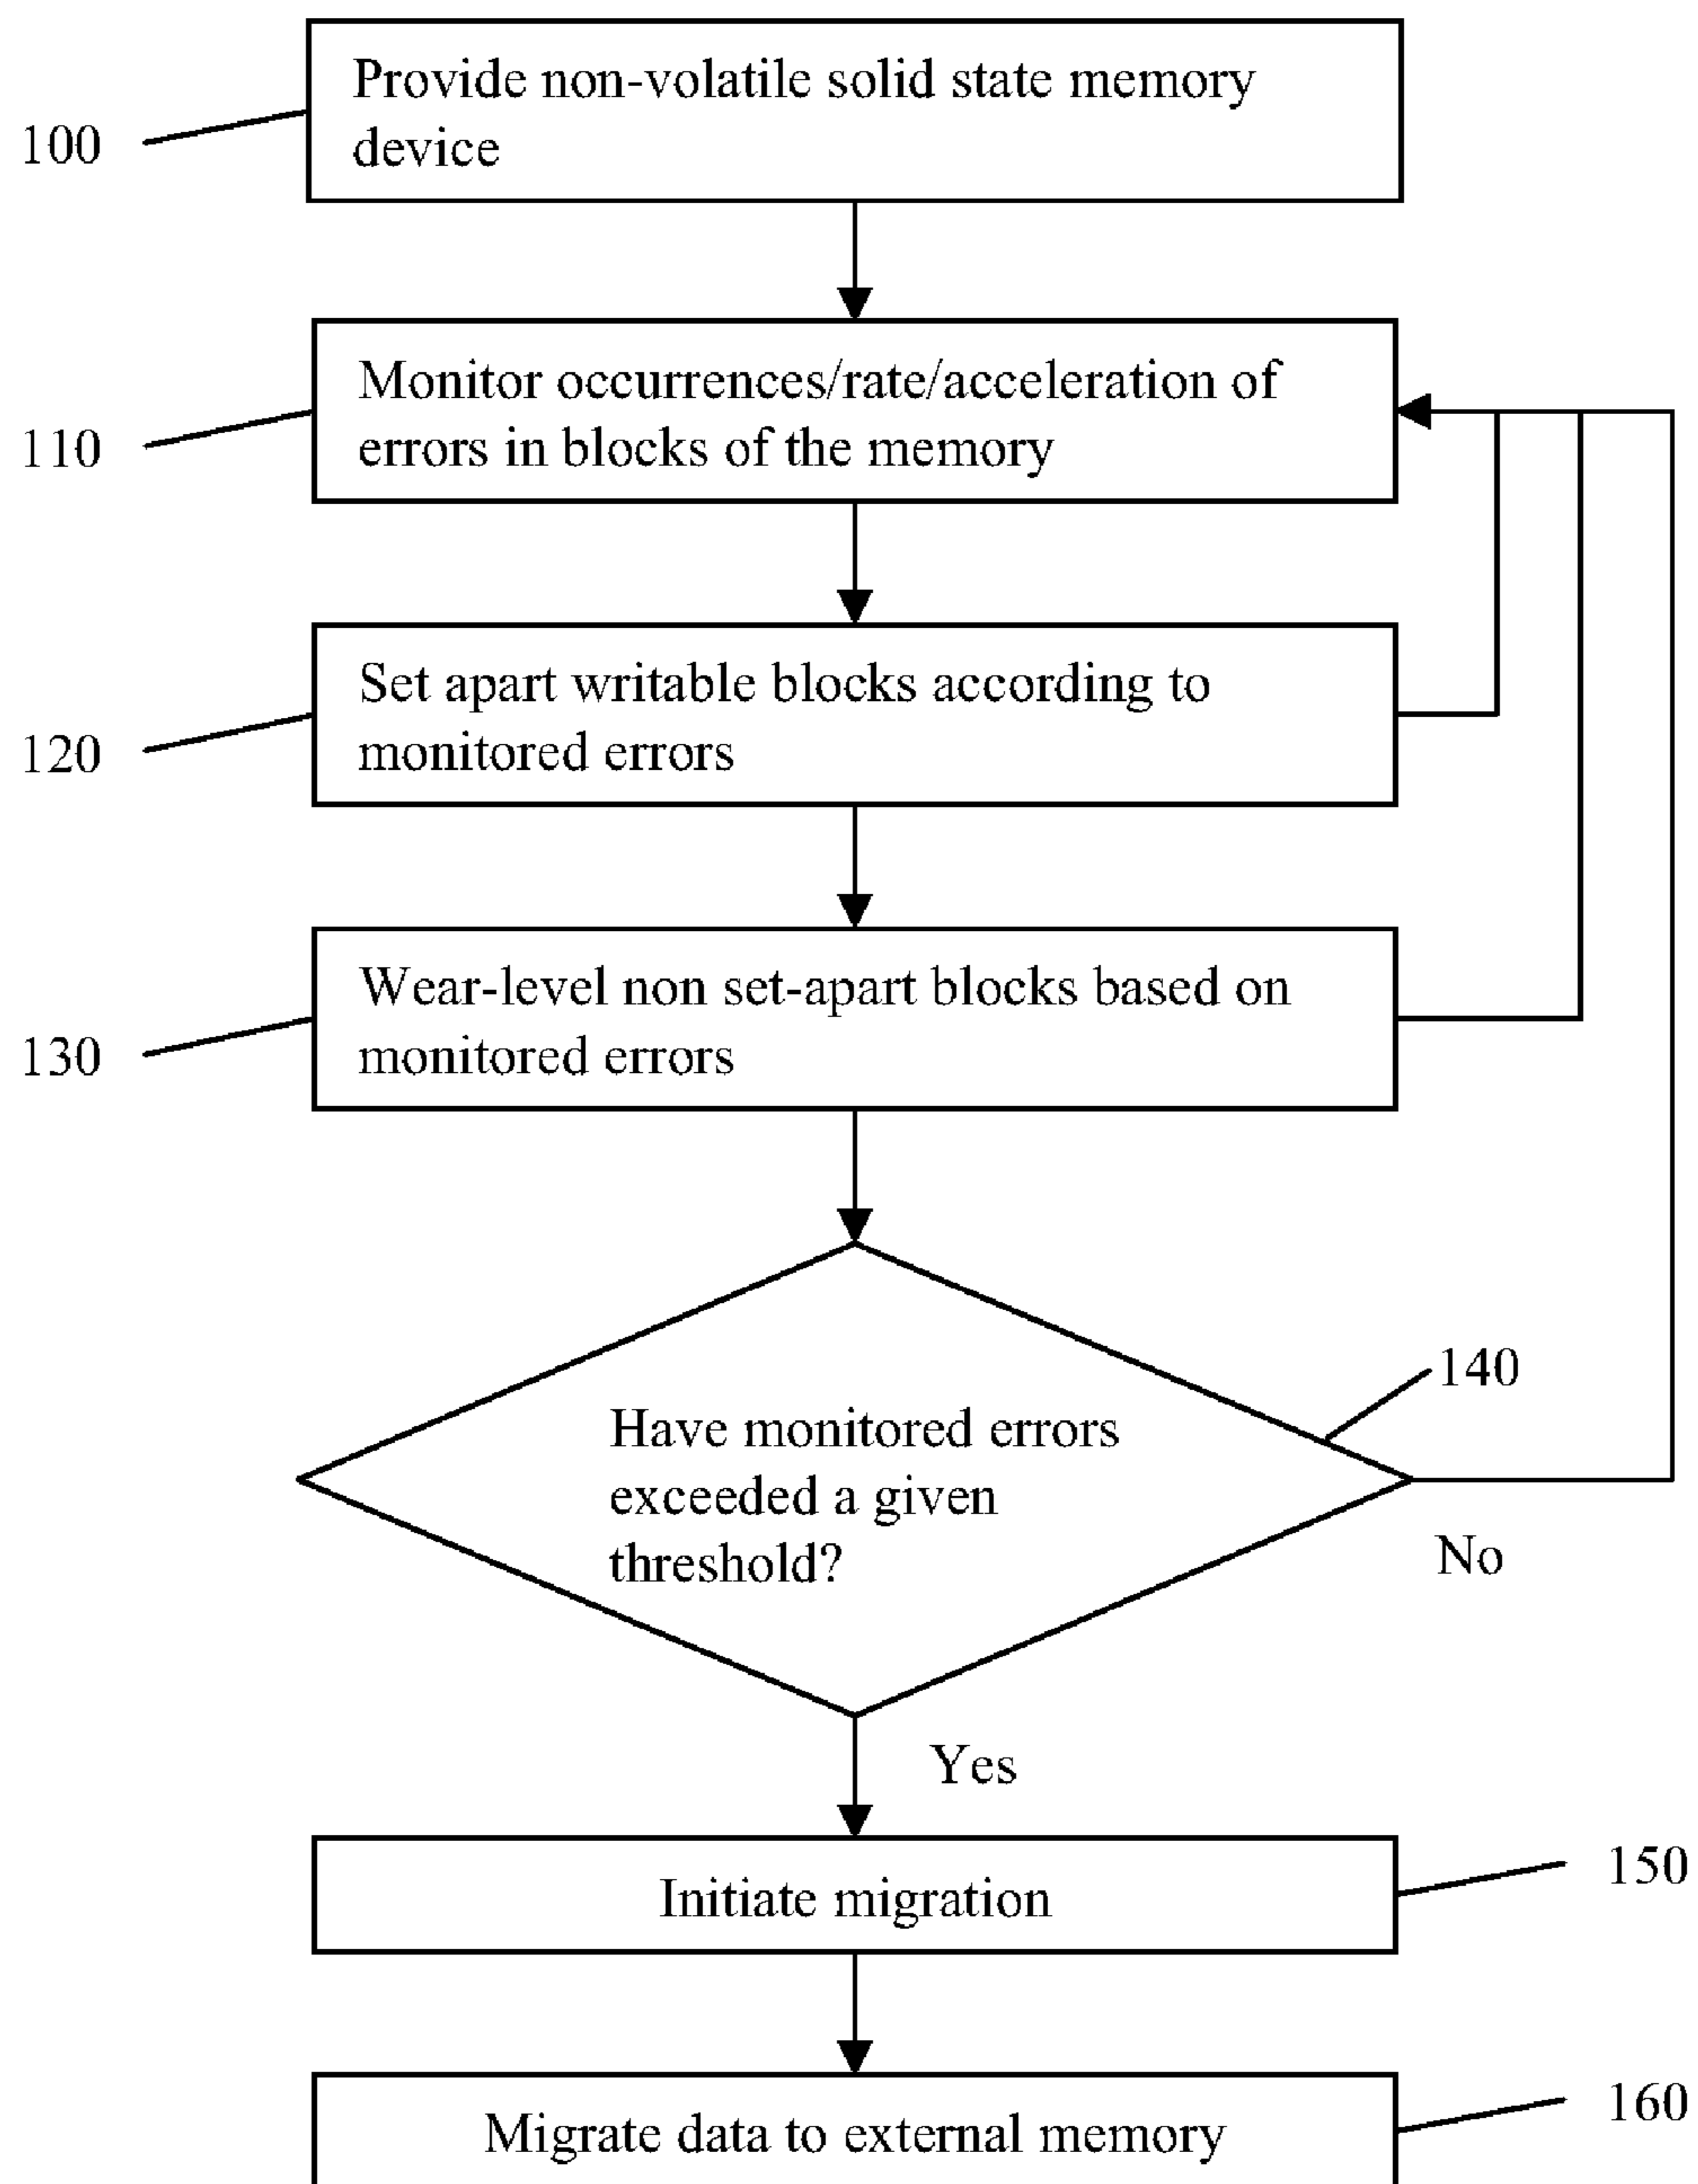 Provide non-volatile solid state memory
device
100
Monitor occurrences/rate/acceleration of
errors in blocks of the memory
110
Set apart writable blocks according to
monitored errors
120
Wear-level non set-apart blocks based on
monitored errors
130
140
Have monitored errors
exceeded a given
threshold?
No
Yes
150
Initiate migration
160
Migrate data to external memory